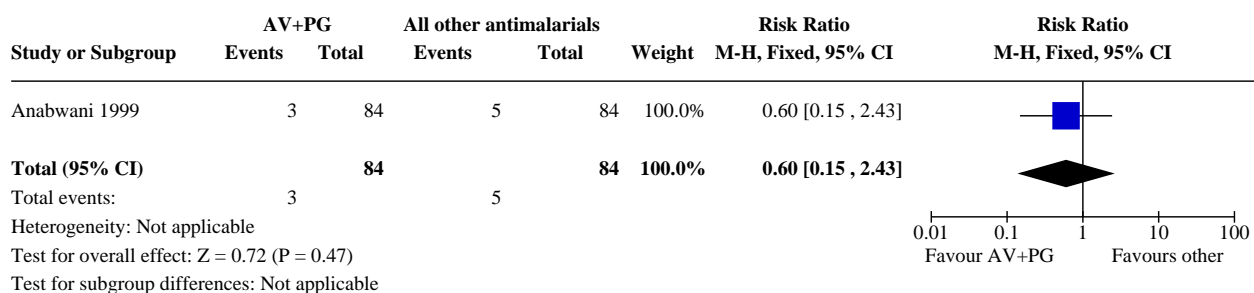 AV+PG All other antimalarials Risk Ratio Risk Ratio
Study or Subgroup Events Total Events Total Weight M-H, Fixed, 95% CI M-H, Fixed, 95% CI
Anabwani 1999 3 84 5 84 100.0% 0.60 [0.15 , 2.43]
Total (95% CI) 84 84 100.0% 0.60 [0.15 , 2.43]
Total events: 3 5
Heterogeneity: Not applicable
0.01 0.1 1 10 100
Test for overall effect: Z = 0.72 (P = 0.47) Favour AV+PG Favours other
Test for subgroup differences: Not applicable